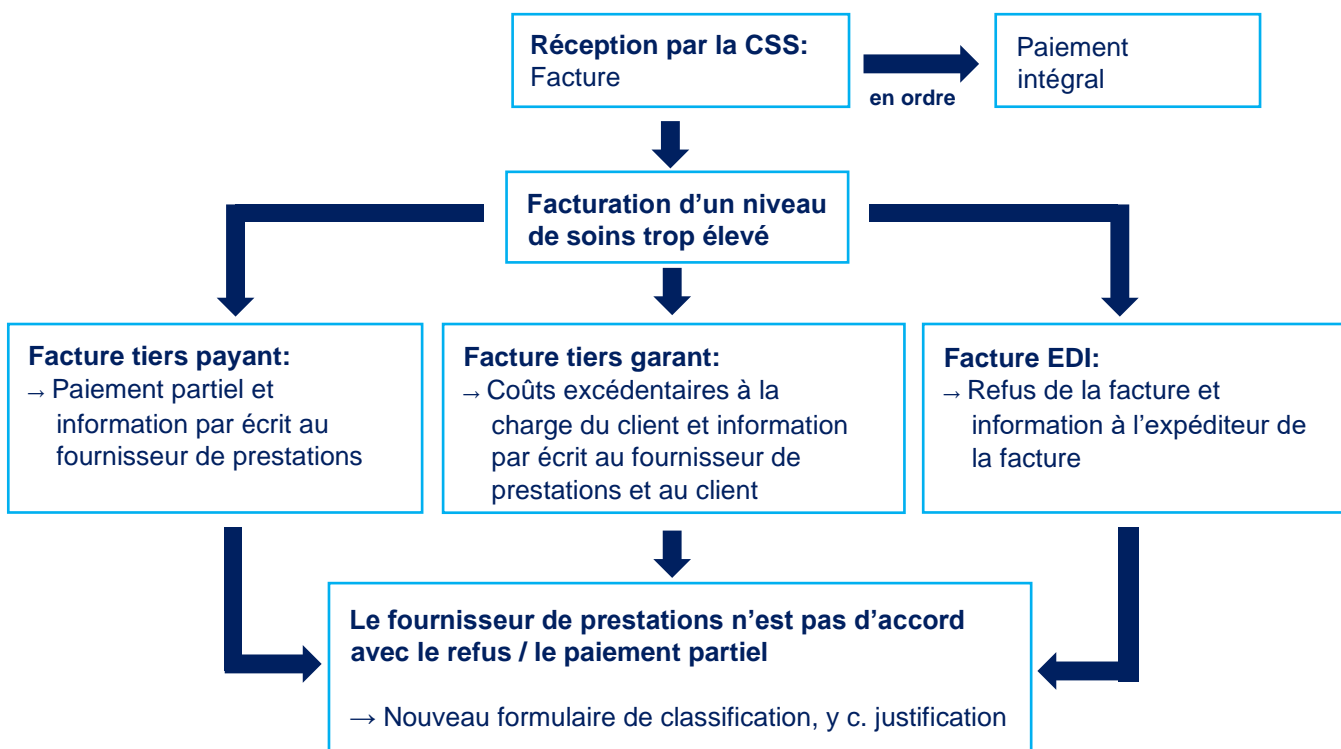 Réception par la CSS:
Facture
en ordre
Paiement
intégral
Facturation d'un niveau
de soins trop élevé
Facture tiers payant:
→ Paiement partiel et
information par écrit au
fournisseur de prestations
Facture tiers garant:
→ Coûts excédentaires à la
charge du client et information
par écrit au fournisseur de
prestations et au client
Facture EDI:
→ Refus de la facture et
information à l'expéditeur de
la facture
Le fournisseur de prestations n'est pas d'accord
avec le refus / le paiement partiel
→ Nouveau formulaire de classification, y c. justification